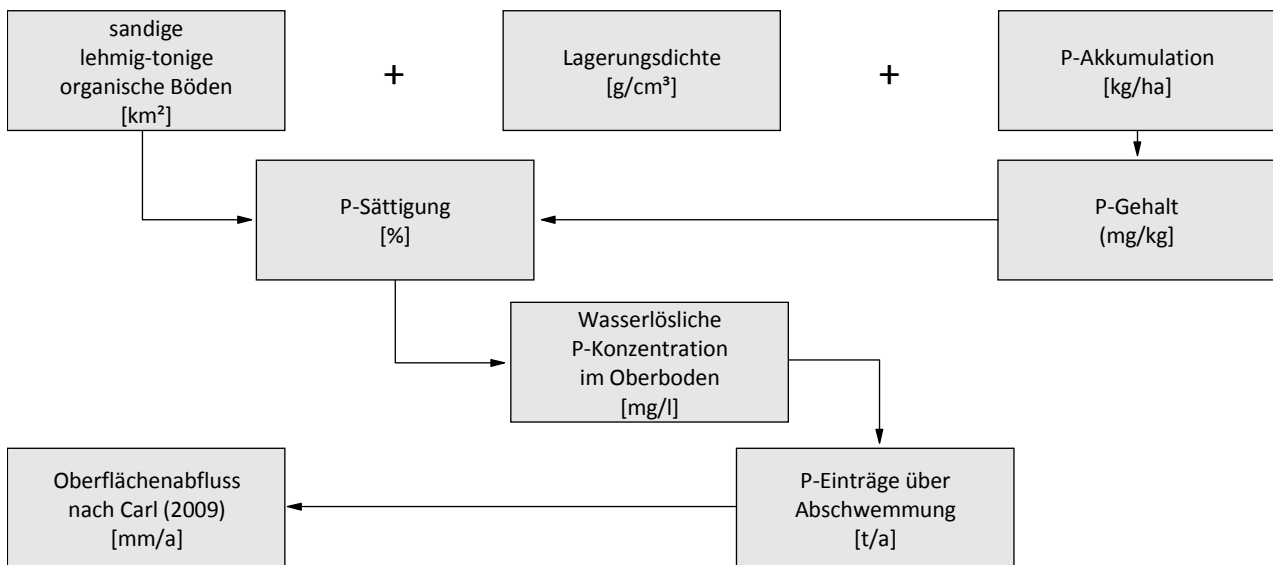 sandige
lehmig-tonige
organische Böden
[km²]
+
Lagerungsdichte
[g/cm³]
+
P-Akkumulation
[kg/ha]
P-Sättigung
[%]
P-Gehalt
(mg/kg]
Wasserlösliche
P-Konzentration
im Oberboden
[mg/l]
Oberflächenabfluss
nach Carl (2009)
[mm/a]
P-Einträge über
Abschwemmung
[t/a]